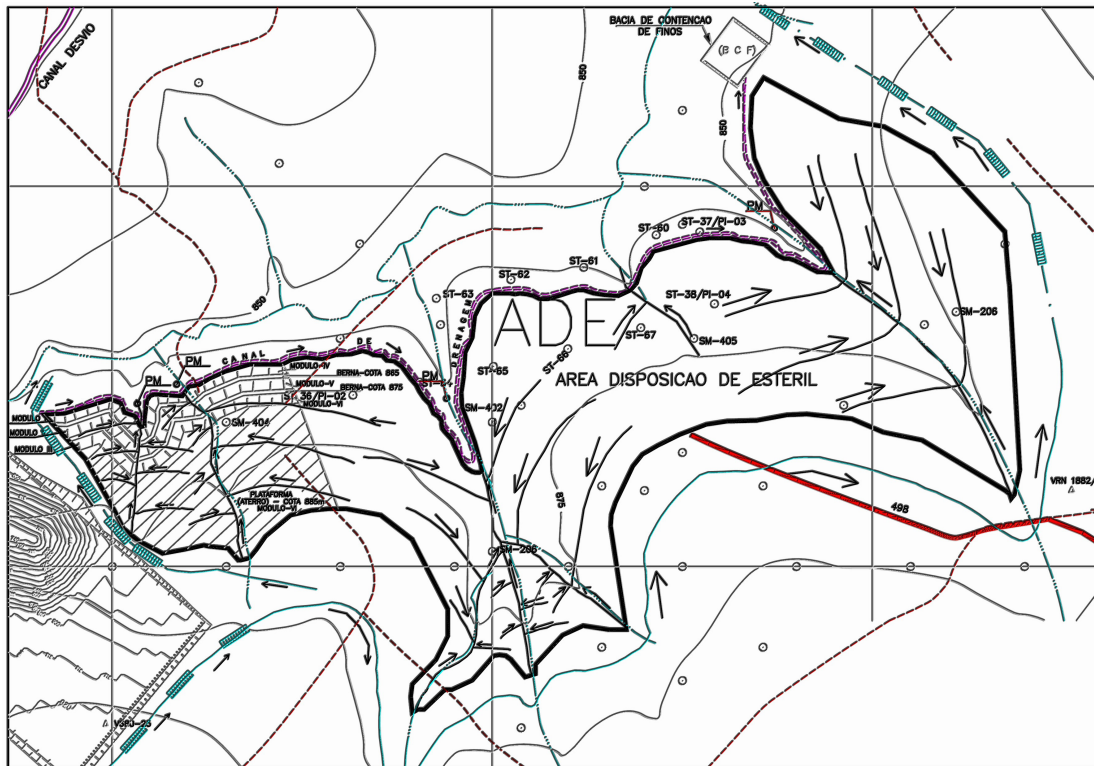 BACIA DE CONTENCAO
DE FINOS
(B C F)
CANAL DESVIO
850
850
850
PM
ST-60
ST-37/PI-03
ST-61
ST-62
ST-63
ST-38/PI-04
SM-206
ADE
ST-67
SM-405
ST-66
ST-65
AREA DISPOSICAO DE ESTERIL
CANAL DE DRENAGEM
PM
PM
PM
MODULO-IV
BERNA-COTA 865
MODULO-V
BERNA-COTA 875
ST-36/PI-02
MODULO-VI
SM-402
SM-404
MODULO
MODULO
MODULO III
PLATAFORMA
(ATERRO) - COTA 885m
MODULO-VI
875
498
VRN 1882/
SM-206